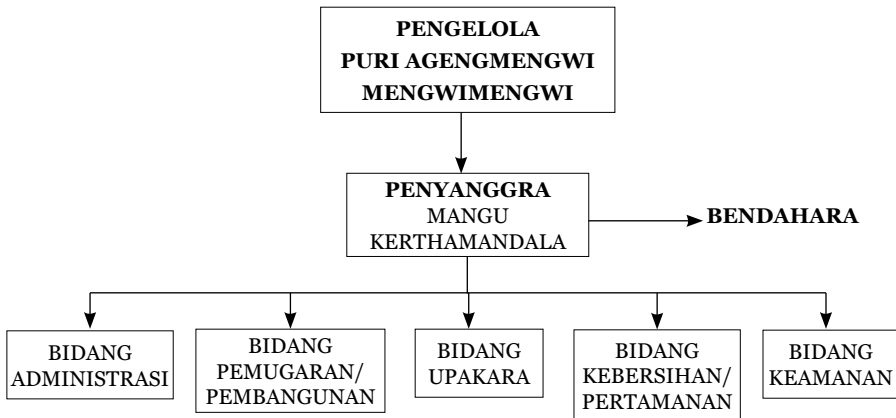 PENGELOLA
PURI AGENGMENGWI
MENGWIMENGWI
PENYANGGRA
MANGU
KERTHAMANDALA
BENDAHARA
BIDANG
ADMINISTRASI
BIDANG
PEMUGARAN/
PEMBANGUNAN
BIDANG
UPAKARA
BIDANG
KEBERSIHAN/
PERTAMANAN
BIDANG
KEAMANAN